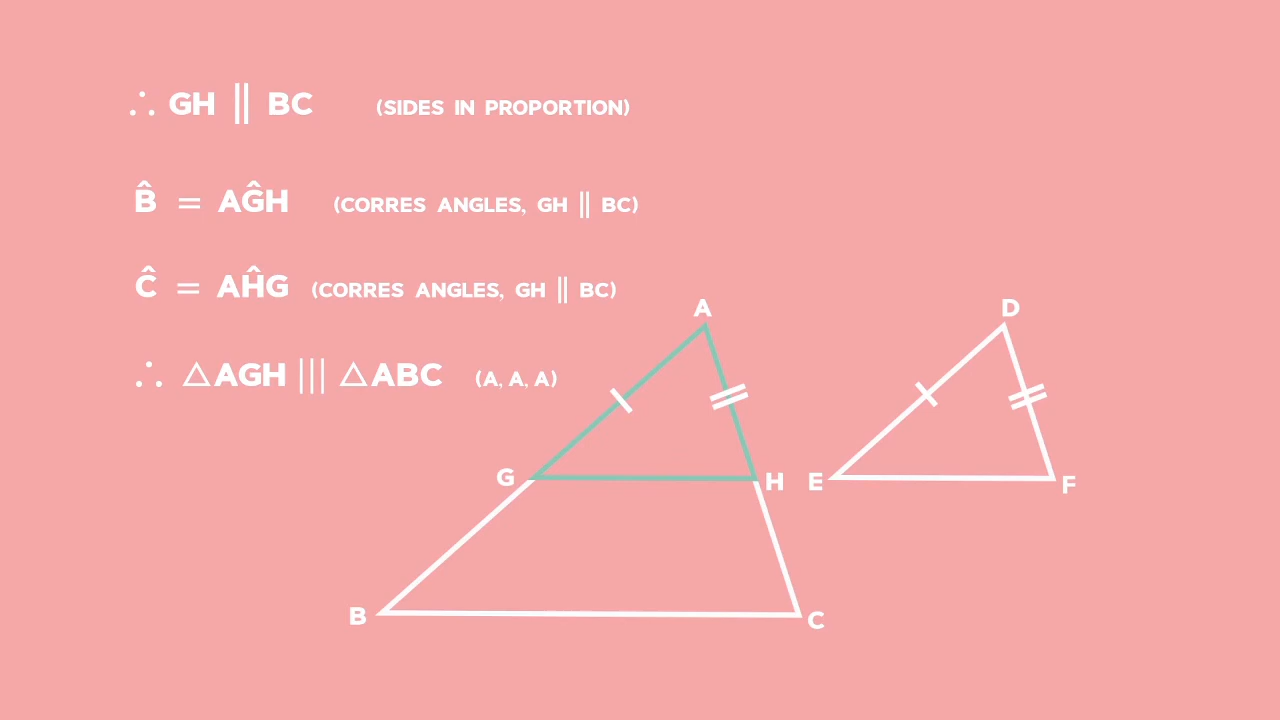 ∴ GH || BC (SIDES IN PROPORTION)
B̂ = AĜH (CORRES ANGLES, GH || BC)
Ĉ = AĤG (CORRES ANGLES, GH || BC)
∴ △AGH ||| △ABC (A, A, A)
A
D
G
H
E
F
B
C